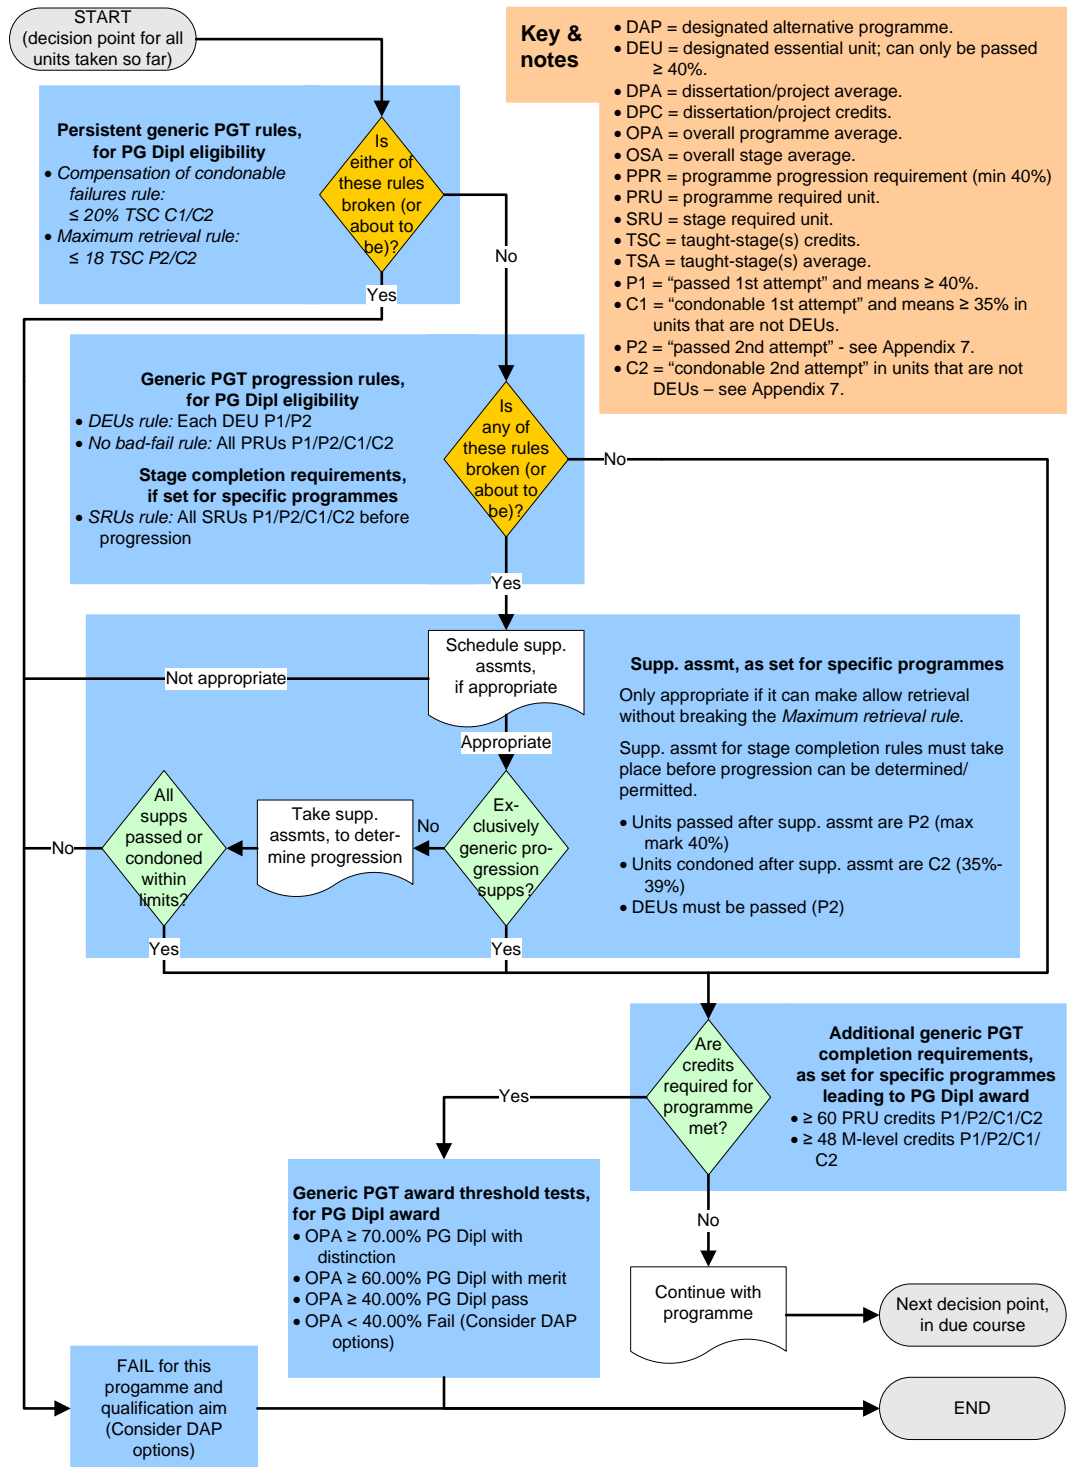 START
(decision point for all
units taken so far)
Key &
notes
• DAP = designated alternative programme.
• DEU = designated essential unit; can only be passed
≥ 40%.
• DPA = dissertation/project average.
• DPC = dissertation/project credits.
• OPA = overall programme average.
• OSA = overall stage average.
• PPR = programme progression requirement (min 40%)
• PRU = programme required unit.
• SRU = stage required unit.
• TSC = taught-stage(s) credits.
• TSA = taught-stage(s) average.
• P1 = “passed 1st attempt” and means ≥ 40%.
• C1 = “condonable 1st attempt” and means ≥ 35% in
units that are not DEUs.
• P2 = “passed 2nd attempt” - see Appendix 7.
• C2 = “condonable 2nd attempt” in units that are not
DEUs – see Appendix 7.
Persistent generic PGT rules,
for PG Dipl eligibility
• Compensation of condonable
failures rule:
≤ 20% TSC C1/C2
• Maximum retrieval rule:
≤ 18 TSC P2/C2
Is
either of
these rules
broken (or
about to
be)?
No
Yes
Generic PGT progression rules,
for PG Dipl eligibility
• DEUs rule: Each DEU P1/P2
• No bad-fail rule: All PRUs P1/P2/C1/C2
Stage completion requirements,
if set for specific programmes
• SRUs rule: All SRUs P1/P2/C1/C2 before
progression
Is
any of
these rules
broken (or
about to
be)?
No
Yes
Schedule supp.
assmts,
if appropriate
Not appropriate
Appropriate
Supp. assmt, as set for specific programmes
Only appropriate if it can make allow retrieval
without breaking the Maximum retrieval rule.
Supp. assmt for stage completion rules must take
place before progression can be determined/
permitted.
• Units passed after supp. assmt are P2 (max
mark 40%)
• Units condoned after supp. assmt are C2 (35%-
39%)
• DEUs must be passed (P2)
Ex-
clusively
generic pro-
gression
supps?
No
Yes
Take supp.
assmts, to deter-
mine progression
All
supps
passed or
condoned
within
limits?
No
Yes
Are
credits
required for
programme
met?
Additional generic PGT
completion requirements,
as set for specific programmes
leading to PG Dipl award
• ≥ 60 PRU credits P1/P2/C1/C2
• ≥ 48 M-level credits P1/P2/C1/
C2
Yes
No
Generic PGT award threshold tests,
for PG Dipl award
• OPA ≥ 70.00% PG Dipl with
distinction
• OPA ≥ 60.00% PG Dipl with merit
• OPA ≥ 40.00% PG Dipl pass
• OPA < 40.00% Fail (Consider DAP
options)
Continue with
programme
Next decision point,
in due course
FAIL for this
progamme and
qualification aim
(Consider DAP
options)
END